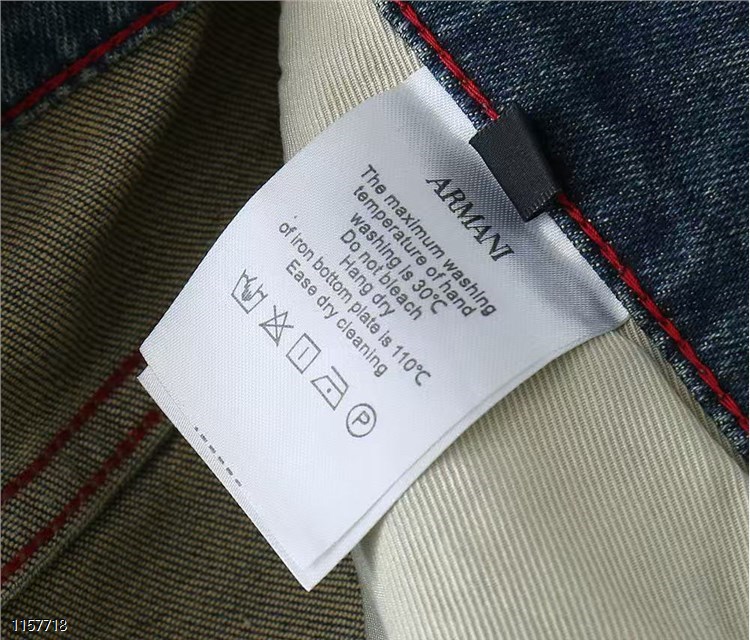 ARMANI
The maximum washing
temperature of hand
washing is 30℃
Do not bleach
Hang dry
of iron bottom plate is 110℃
Ease dry cleaning
P
1157718